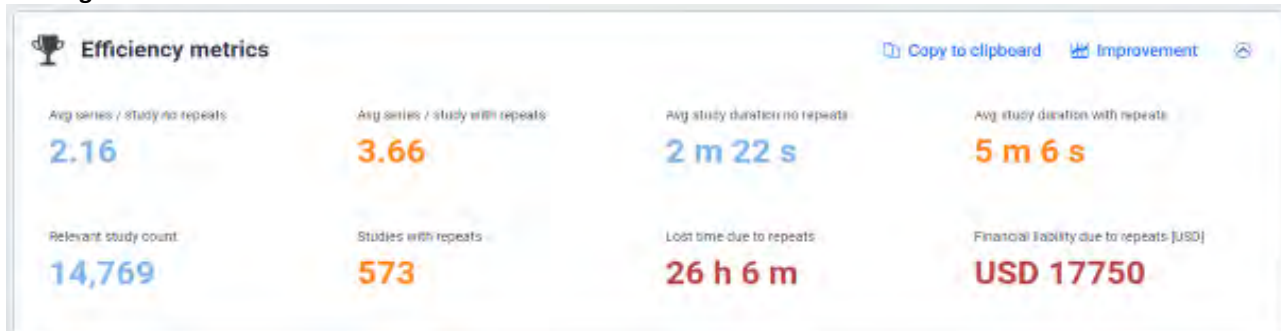 Efficiency metrics
Copy to clipboard
Improvement
Avg series / study no repeats
Avg series / study with repeats
Avg study duration no repeats
Avg study duration with repeats
2.16
3.66
2 m 22 s
5 m 6 s
Relevant study count
Studies with repeats
Lost time due to repeats
Financial liability due to repeats [USD]
14,769
573
26 h 6 m
USD 17750